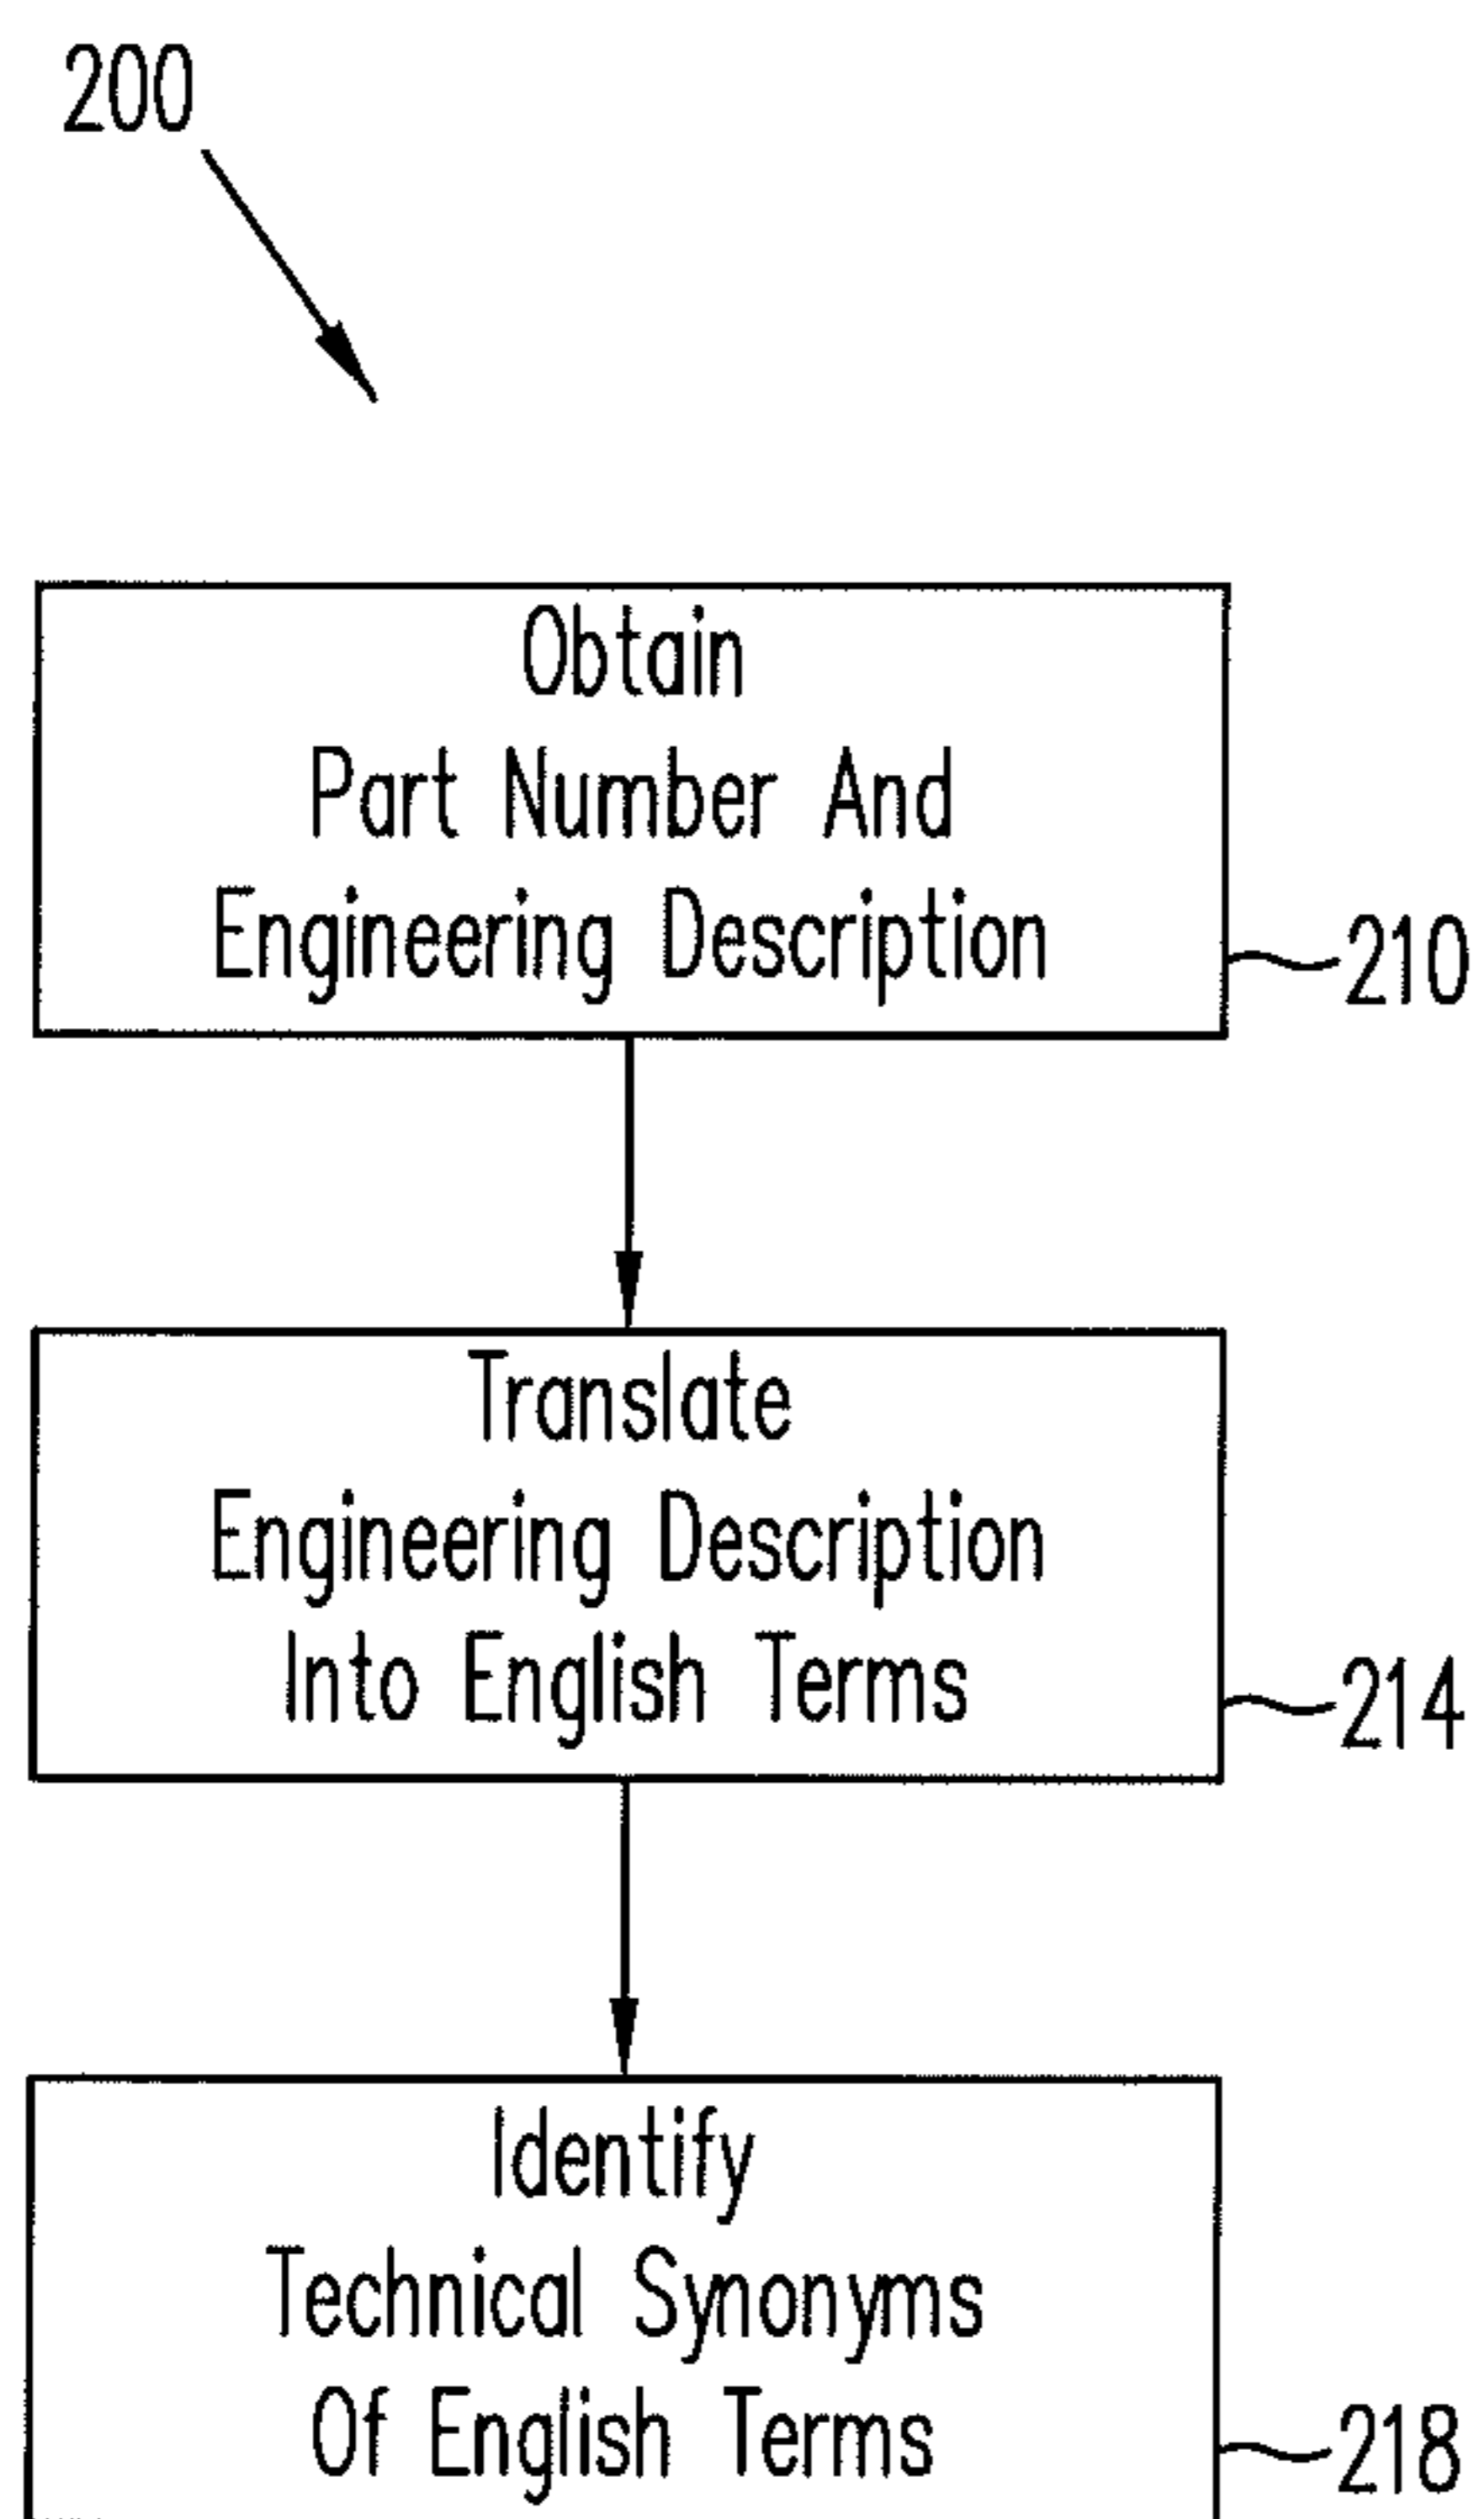 200
Obtain
Part Number And
Engineering Description
210
Translate
Engineering Description
Into English Terms
214
Identify
Technical Synonyms
Of English Terms
218